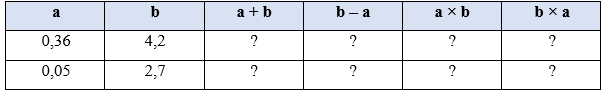 a b a + b b – a a × b b × a
0,36 4,2 ? ? ? ?
0,05 2,7 ? ? ? ?